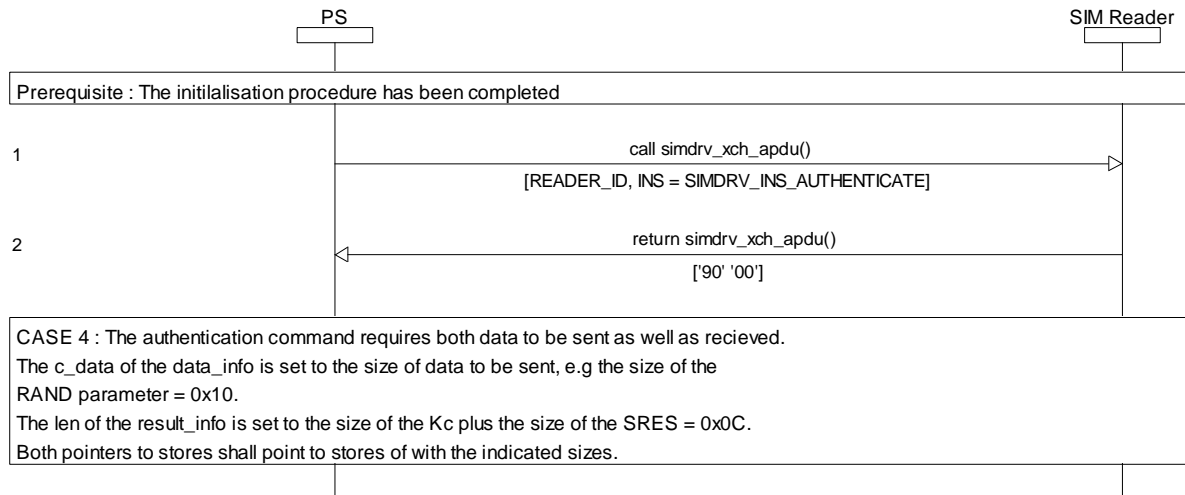 PS
SIM Reader
Prerequisite : The initilalisation procedure has been completed
1
call simdrv_xch_apdu()
[READER_ID, INS = SIMDRV_INS_AUTHENTICATE]
2
return simdrv_xch_apdu()
['90' '00']
CASE 4 : The authentication command requires both data to be sent as well as recieved.
The c_data of the data_info is set to the size of data to be sent, e.g the size of the
RAND parameter = 0x10.
The len of the result_info is set to the size of the Kc plus the size of the SRES = 0x0C.
Both pointers to stores shall point to stores of with the indicated sizes.